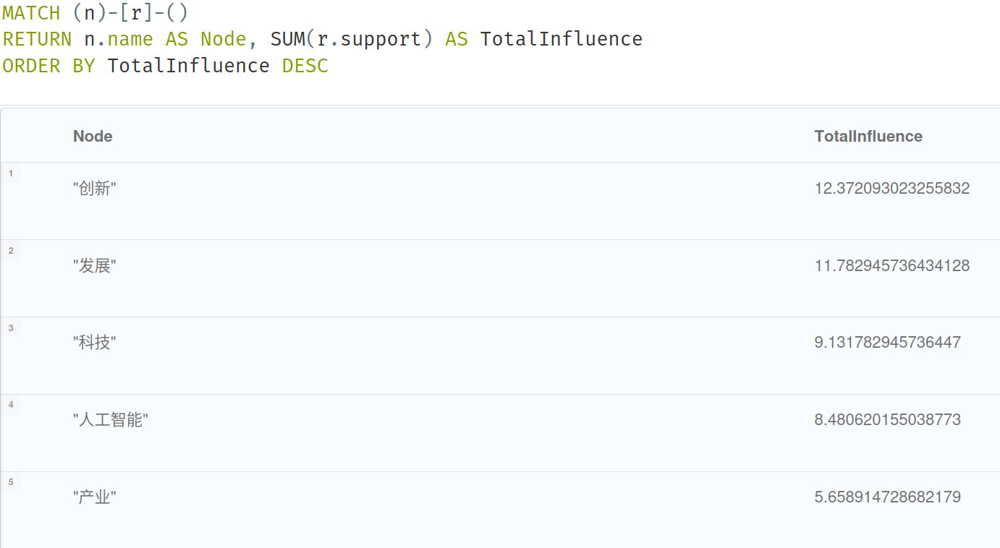 MATCH (n)-[r]-()
RETURN n.name AS Node, SUM(r.support) AS TotalInfluence
ORDER BY TotalInfluence DESC
Node TotalInfluence
1 "创新" 12.372093023255832
2 "发展" 11.782945736434128
3 "科技" 9.131782945736447
4 "人工智能" 8.480620155038773
5 "产业" 5.658914728682179